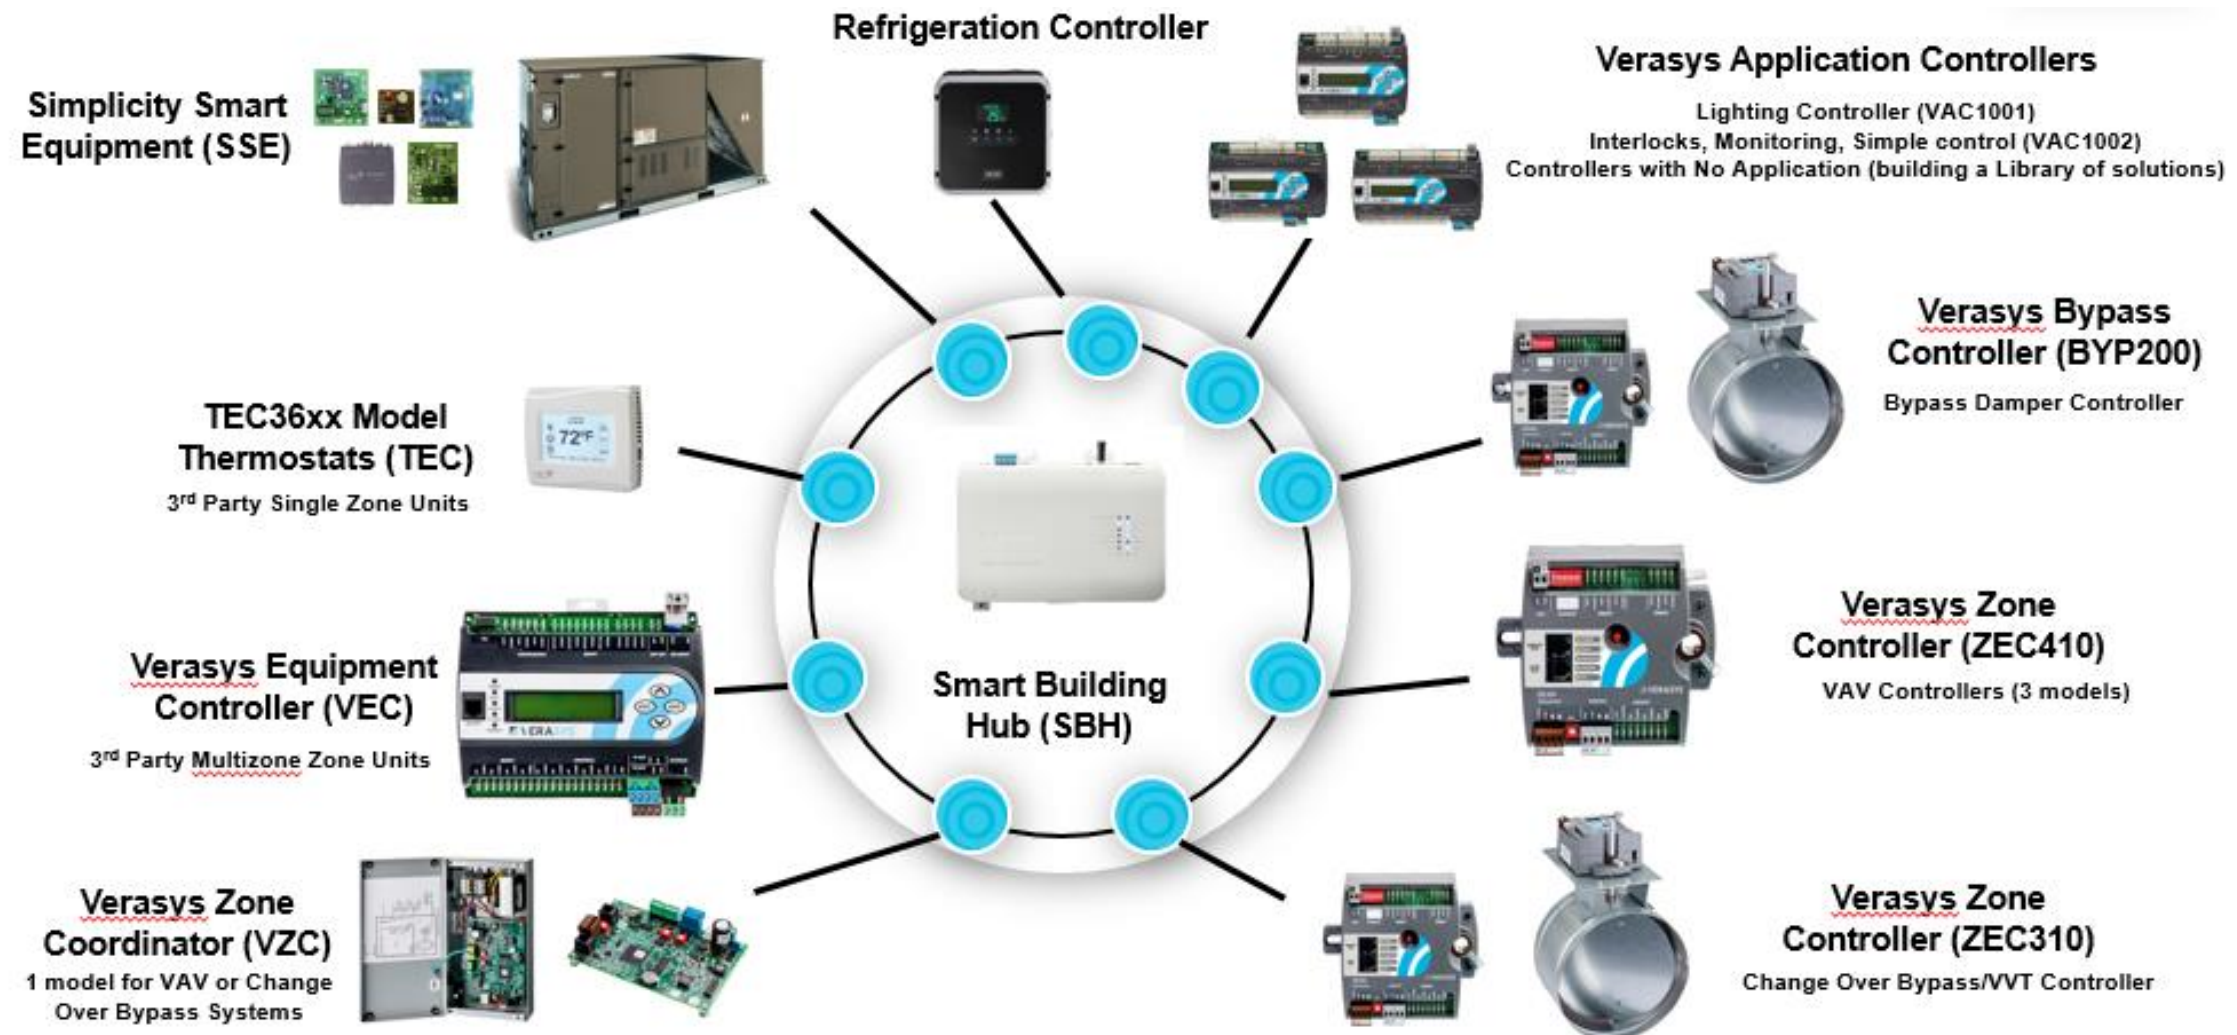 Refrigeration Controller
Simplicity Smart
Equipment (SSE)
Verasys Application Controllers
Lighting Controller (VAC1001)
Interlocks, Monitoring, Simple control (VAC1002)
Controllers with No Application (building a Library of solutions)
Verasys Bypass
Controller (BYP200)
Bypass Damper Controller
TEC36xx Model
Thermostats (TEC)
3rd Party Single Zone Units
72°F
Verasys Zone
Controller (ZEC410)
VAV Controllers (3 models)
Verasys Equipment
Controller (VEC)
3rd Party Multizone Zone Units
VERASYS
Smart Building
Hub (SBH)
Verasys Zone
Coordinator (VZC)
1 model for VAV or Change
Over Bypass Systems
Verasys Zone
Controller (ZEC310)
Change Over Bypass/VVT Controller